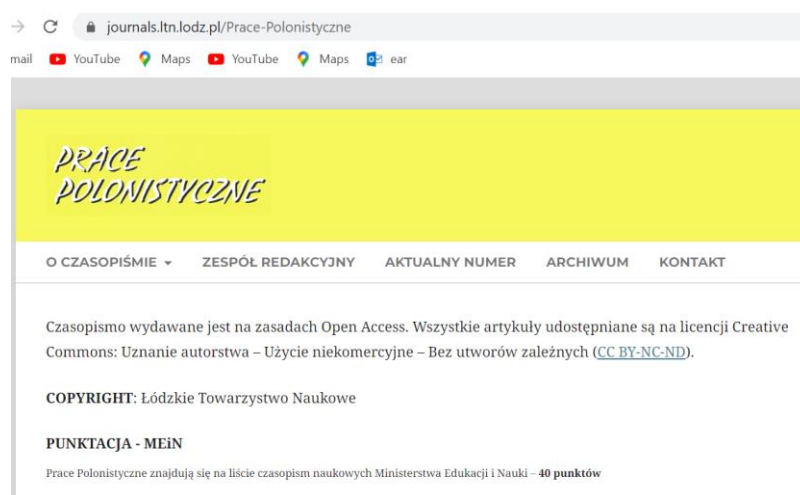 journals.ltn.lodz.pl/Prace-Polonistyczne
mail YouTube Maps YouTube Maps ear
PRACE
POLONISTYCZNE
O CZASOPIŚMIE ZESPÓŁ REDAKCYJNY AKTUALNY NUMER ARCHIWUM KONTAKT
Czasopismo wydawane jest na zasadach Open Access. Wszystkie artykuły udostępniane są na licencji Creative
Commons: Uznanie autorstwa – Użycie niekomercyjne – Bez utworów zależnych (CC BY-NC-ND).
COPYRIGHT: Łódzkie Towarzystwo Naukowe
PUNKTACJA - MEiN
Prace Polonistyczne znajdują się na liście czasopism naukowych Ministerstwa Edukacji i Nauki – 40 punktów